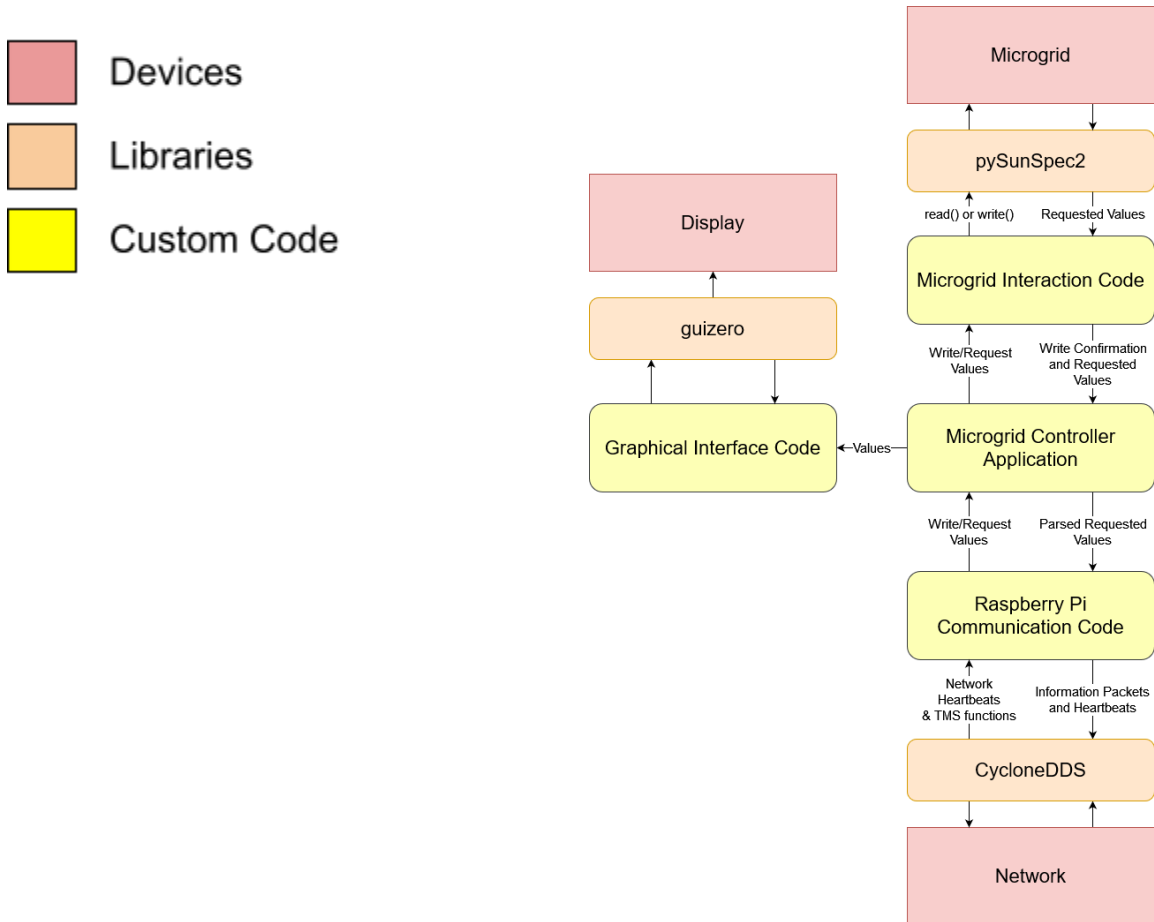 Devices
Libraries
Custom Code
Microgrid
pySunSpec2
read() or write()
Requested Values
Display
Microgrid Interaction Code
guizero
Write/Request
Values
Write Confirmation
and Requested
Values
Graphical Interface Code
Values
Microgrid Controller
Application
Write/Request
Values
Parsed Requested
Values
Raspberry Pi
Communication Code
Network
Heartbeats
& TMS functions
Information Packets
and Heartbeats
CycloneDDS
Network